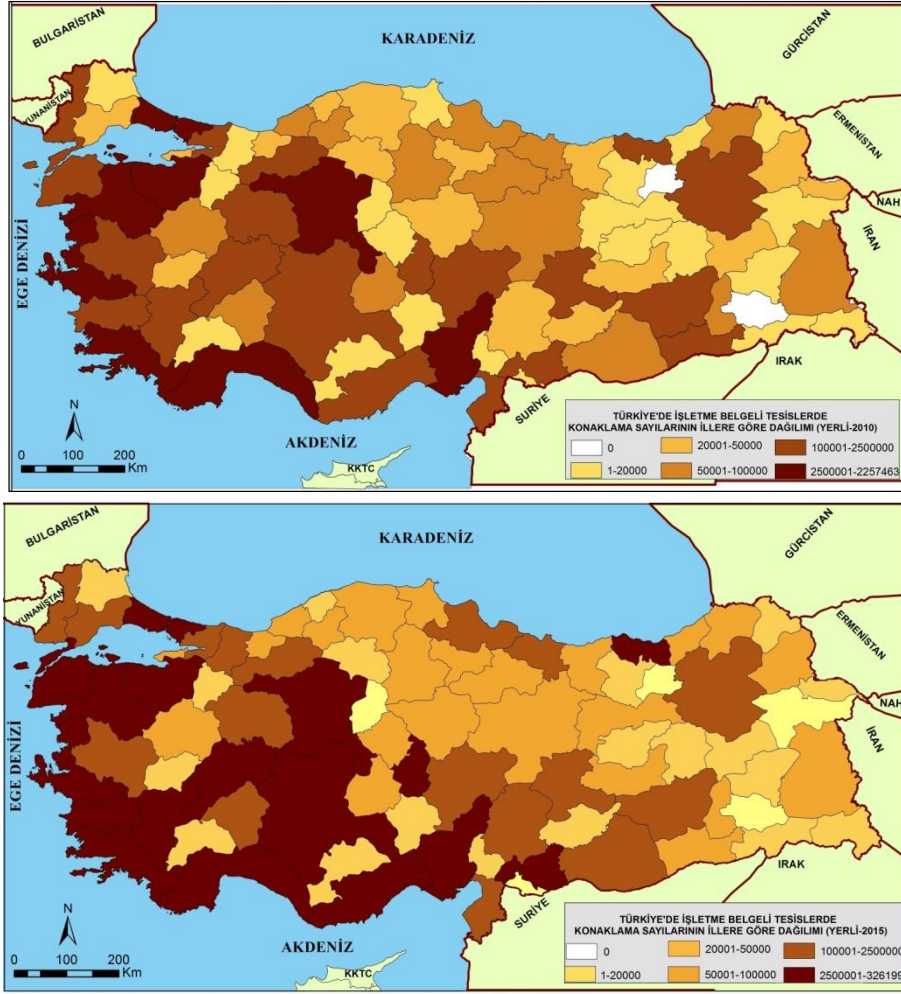 BULGARİSTAN
KARADENİZ
GÜRCİSTAN
YUNANİSTAN
ERMENİSTAN
NAH
İRAN
EGE DENİZİ
IRAK
SURİYE
AKDENİZ
KKTC
N
0 100 200
Km
TÜRKİYE'DE İŞLETME BELGELİ TESİSLERDE
KONAKLAMA SAYILARININ İLLERE GÖRE DAĞILIMI (YERLİ-2010)
0 20001-50000 100001-2500000
1-20000 50001-100000 2500001-2257463
BULGARİSTAN
KARADENİZ
GÜRCİSTAN
YUNANİSTAN
ERMENİSTAN
NAH
İRAN
EGE DENİZİ
IRAK
SURİYE
AKDENİZ
KKTC
N
0 100 200
Km
TÜRKİYE'DE İŞLETME BELGELİ TESİSLERDE
KONAKLAMA SAYILARININ İLLERE GÖRE DAĞILIMI (YERLİ-2015)
0 20001-50000 100001-2500000
1-20000 50001-100000 2500001-326199